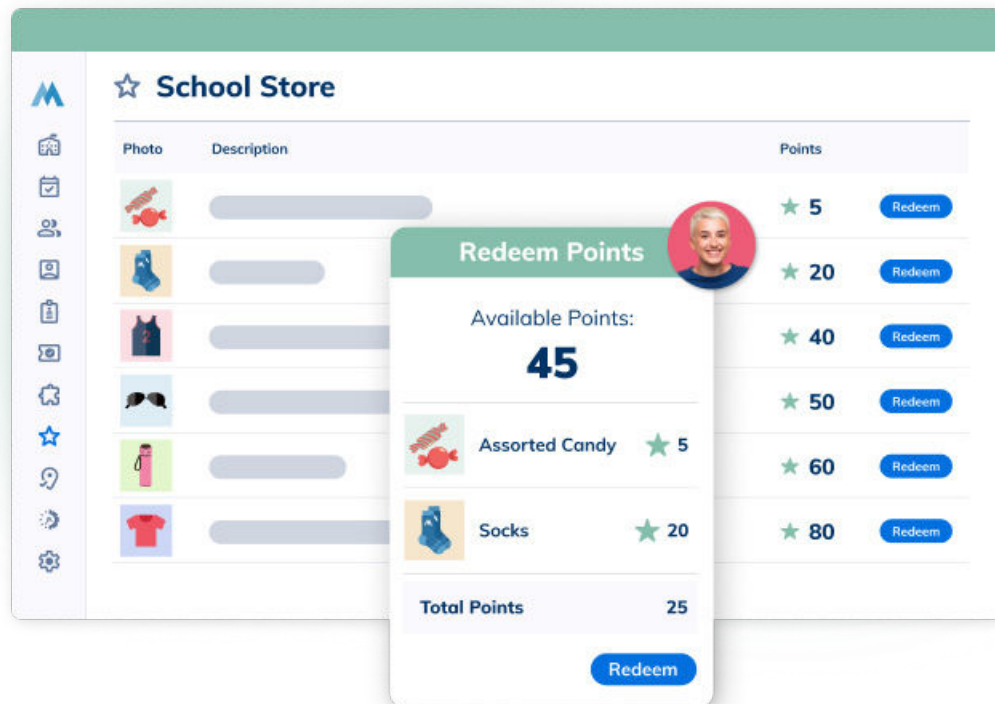 School Store
Photo Description Points
5 Redeem
20 Redeem
40 Redeem
50 Redeem
60 Redeem
80 Redeem
2
Redeem Points
Available Points:
45
Assorted Candy 5
Socks 20
Total Points 25
Redeem